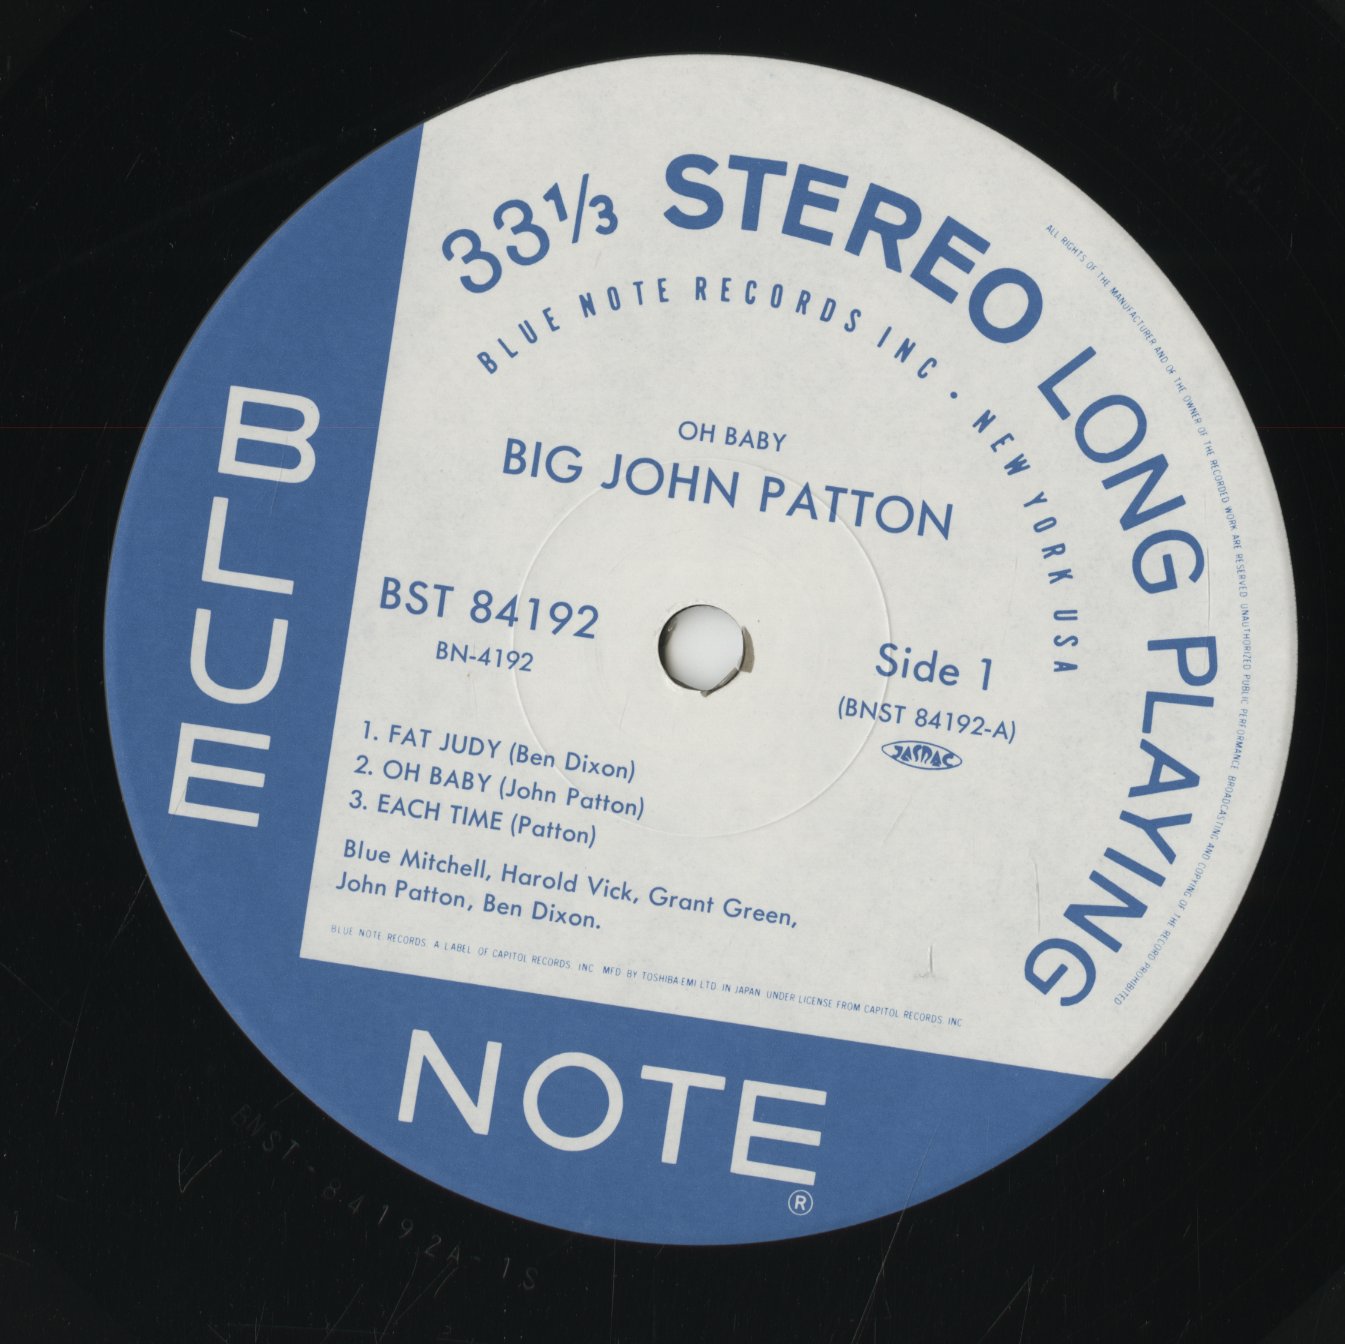 33⅓ STEREO LONG PLAYING
BLUE NOTE RECORDS INC • NEW YORK USA
ALL RIGHTS OF THE MANUFACTURER AND OF THE OWNER OF THE RECORDED WORK ARE RESERVED UNAUTHORIZED PUBLIC PERFORMANCE BROADCASTING AND COPYING OF THE RECORD PROHIBITED
OH BABY
BIG JOHN PATTON
BST 84192
BN-4192
Side 1
(BNST 84192-A)
JASRAC
1. FAT JUDY (Ben Dixon)
2. OH BABY (John Patton)
3. EACH TIME (Patton)
Blue Mitchell, Harold Vick, Grant Green,
John Patton, Ben Dixon.
BLUE NOTE RECORDS. A LABEL OF CAPITOL RECORDS INC MFD BY TOSHIBA EMI LTD. IN JAPAN UNDER LICENSE FROM CAPITOL RECORDS INC
BLUE
NOTE
®
BNST-84192A-1S